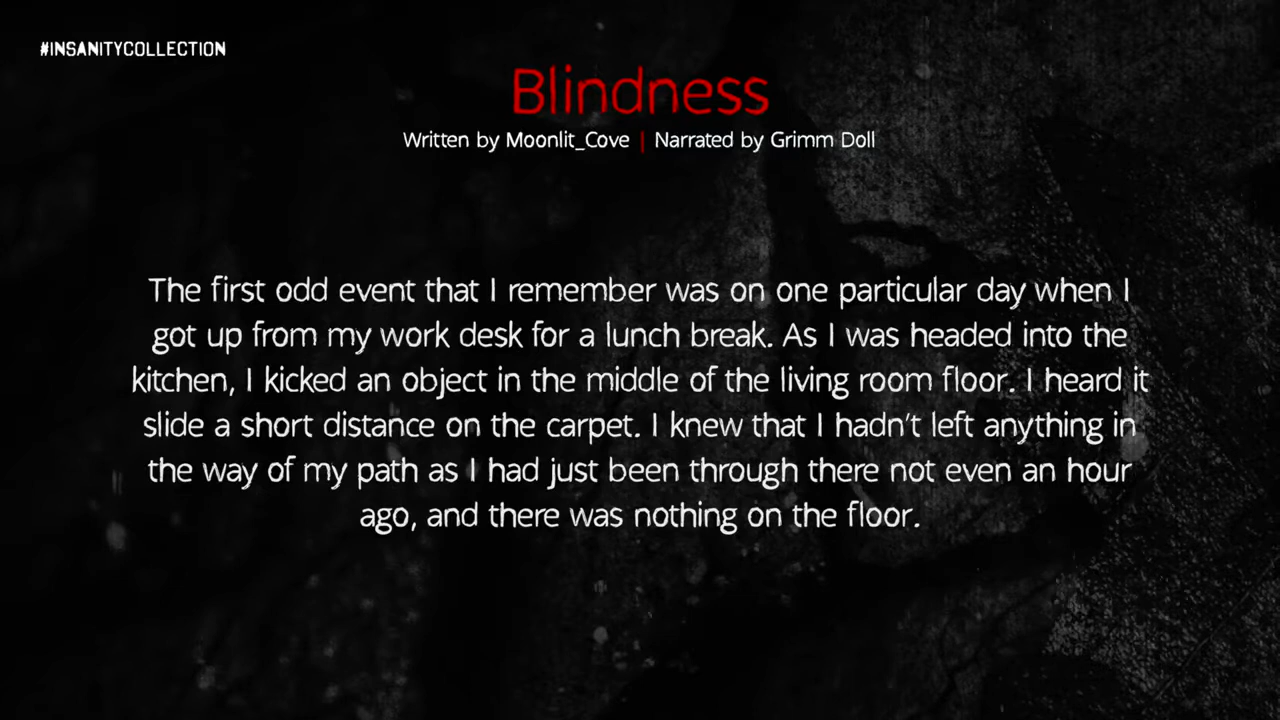 #INSANITYCOLLECTION
Blindness
Written by Moonlit_Cove | Narrated by Grimm Doll
The first odd event that I remember was on one particular day when I
got up from my work desk for a lunch break. As I was headed into the
kitchen, I kicked an object in the middle of the living room floor. I heard it
slide a short distance on the carpet. I knew that I hadn't left anything in
the way of my path as I had just been through there not even an hour
ago, and there was nothing on the floor.